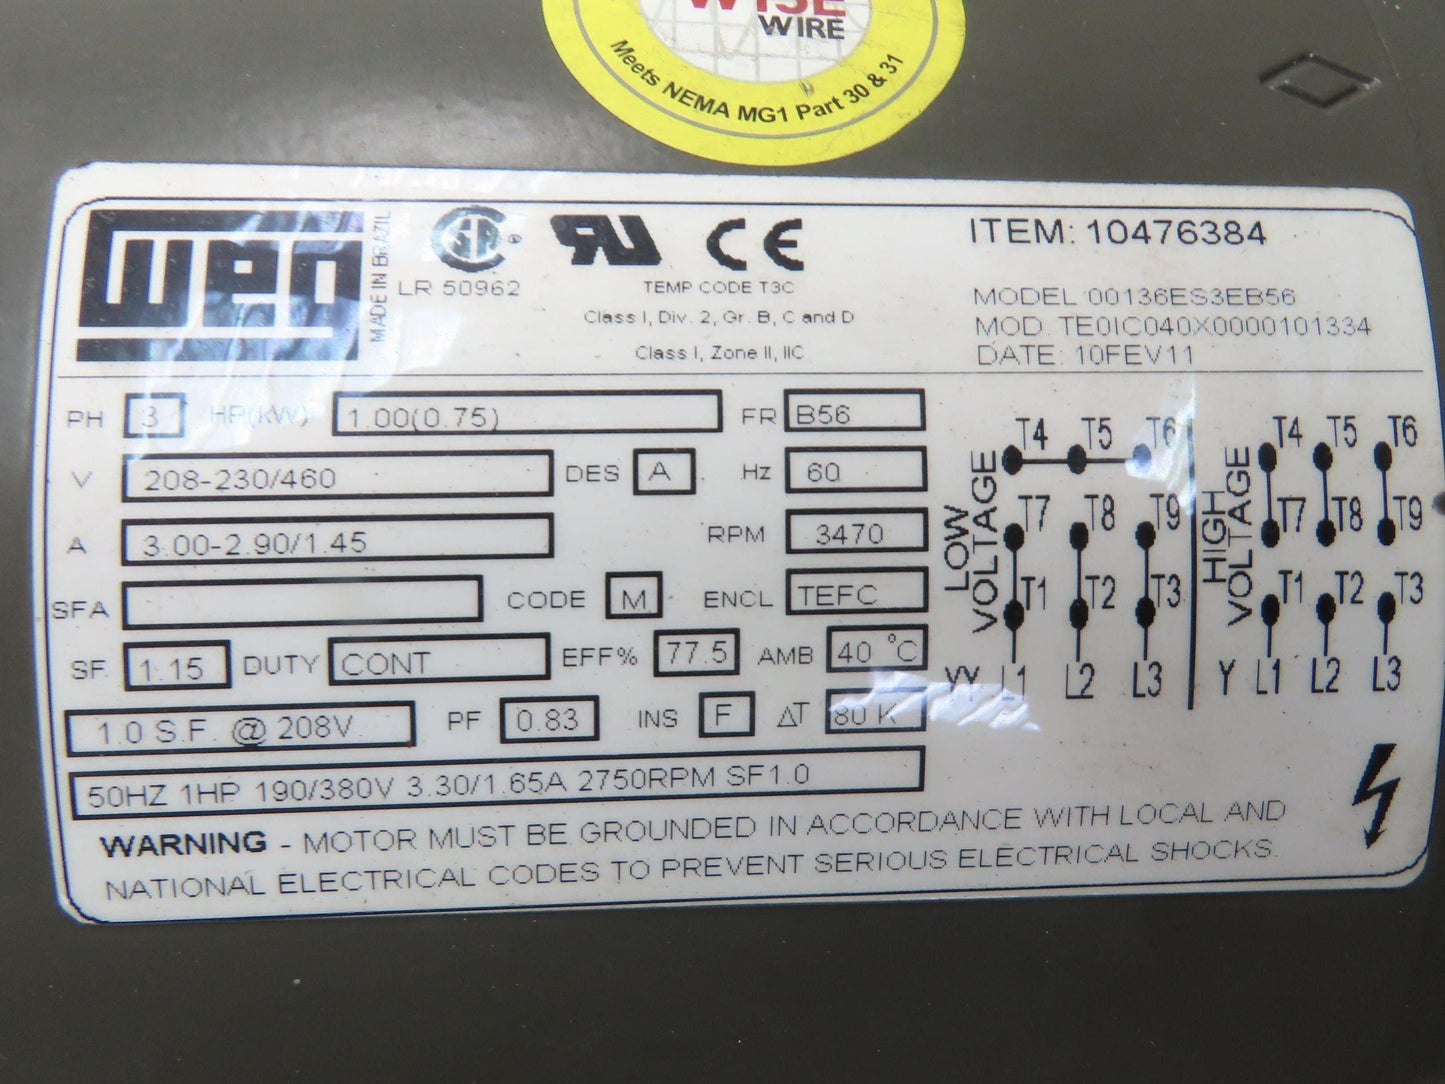 WISE
WIRE
Meets NEMA MG1 Part 30 & 31
WEG
MADE IN BRAZIL
SA ®
LR 50962
CE
TEMP CODE T3C
Class I, Div. 2, Gr. B, C and D
Class I, Zone II, IIC
ITEM: 10476384
MODEL 00136ES3EB56
MOD. TE0IC040X0000101334
DATE: 10FEV11
PH 3 HP(kW) 1.00(0.75) FR B56
V 208-230/460 DES A Hz 60
A 3.00-2.90/1.45 RPM 3470
SFA CODE M ENCL TEFC
SF. 1.15 DUTY CONT EFF% 77.5 AMB 40 °C
1.0 S.F. @ 208V PF 0.83 INS F ΔT 80 K
50HZ 1HP 190/380V 3.30/1.65A 2750RPM SF1.0
LOW
VOLTAGE
T4 T5 T6
T7 T8 T9
T1 T2 T3
YY L1 L2 L3
HIGH
VOLTAGE
T4 T5 T6
T7 T8 T9
T1 T2 T3
Y L1 L2 L3
WARNING - MOTOR MUST BE GROUNDED IN ACCORDANCE WITH LOCAL AND
NATIONAL ELECTRICAL CODES TO PREVENT SERIOUS ELECTRICAL SHOCKS.